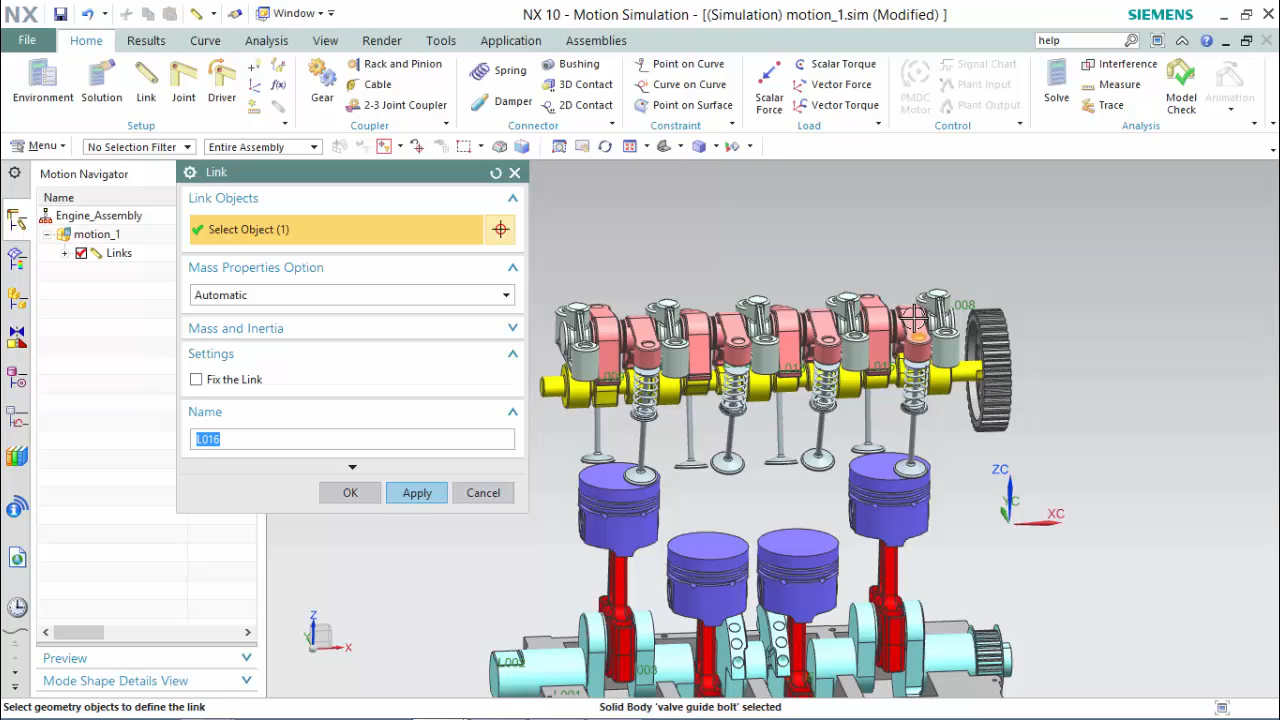 NX Window NX 10 - Motion Simulation - [(Simulation) motion_1.sim (Modified) ] SIEMENS
File Home Results Curve Analysis View Render Tools Application Assemblies help
Environment Solution Link Joint Driver
Setup
Gear Rack and Pinion
Cable
2-3 Joint Coupler
Coupler
Spring Bushing
3D Contact
Damper 2D Contact
Connector
Point on Curve
Curve on Curve
Point on Surface
Constraint
Scalar Force Scalar Torque
Vector Force
Vector Torque
Load
PMDC Motor Signal Chart
Plant Input
Plant Output
Control
Solve Interference
Measure
Trace
Model Check Animation
Analysis
Menu No Selection Filter Entire Assembly
Motion Navigator
Name
Engine_Assembly
motion_1
Links
Preview
Mode Shape Details View
Link
Link Objects
Select Object (1)
Mass Properties Option
Automatic
Mass and Inertia
Settings
Fix the Link
Name
L016
OK Apply Cancel
.008
ZC
YC
XC
Z
X
L002
.003
L001
Select geometry objects to define the link Solid Body 'valve guide bolt' selected